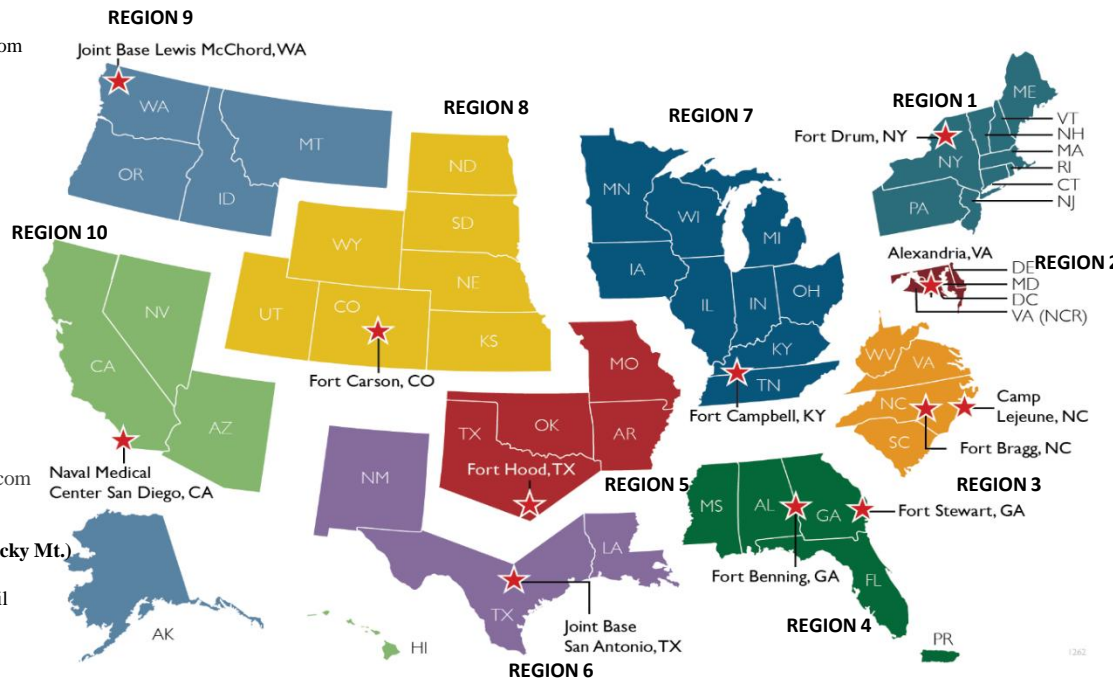 REGION 9
om
Joint Base Lewis McChord, WA
WA
MT
OR
ID
REGION 8
ND
SD
WY
NE
UT
CO
KS
Fort Carson, CO
REGION 7
MN
WI
MI
IA
IL
IN
OH
KY
TN
Fort Campbell, KY
REGION 1
ME
Fort Drum, NY
VT
NH
MA
RI
CT
NJ
NY
PA
Alexandria, VA
REGION 2
DE
MD
DC
VA (NCR)
REGION 10
NV
CA
AZ
Naval Medical
Center San Diego, CA
com
cky Mt.)
il
AK
HI
MO
TX
OK
AR
Fort Hood, TX
REGION 5
NM
LA
TX
Joint Base
San Antonio, TX
REGION 6
WV
VA
NC
SC
Camp
Lejeune, NC
Fort Bragg, NC
REGION 3
MS
AL
GA
FL
Fort Stewart, GA
Fort Benning, GA
REGION 4
PR
1262